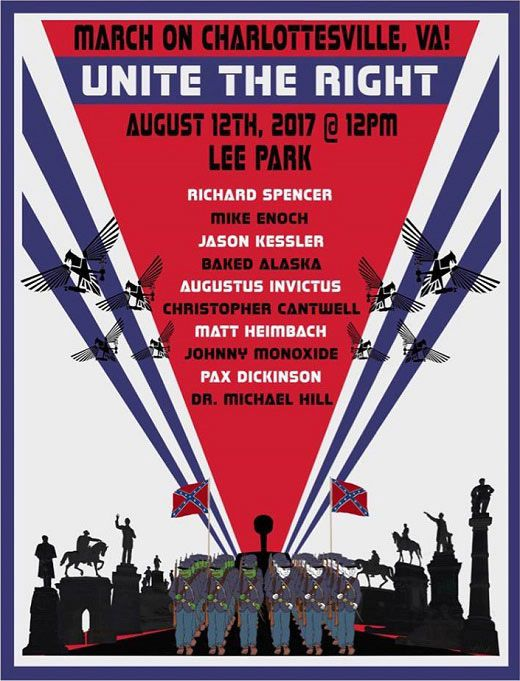 MARCH ON CHARLOTTESVILLE, VA!
UNITE THE RIGHT
AUGUST 12TH, 2017 @ 12PM
LEE PARK
RICHARD SPENCER
MIKE ENOCH
JASON KESSLER
BAKED ALASKA
AUGUSTUS INVICTUS
CHRISTOPHER CANTWELL
MATT HEIMBACH
JOHNNY MONOXIDE
PAX DICKINSON
DR. MICHAEL HILL